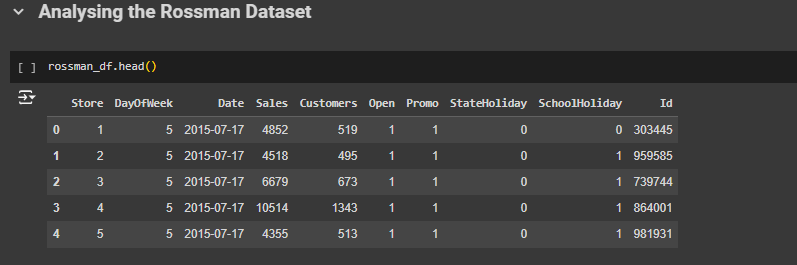 Analysing the Rossman Dataset
[ ] rossman_df.head()
Store DayOfWeek Date Sales Customers Open Promo StateHoliday SchoolHoliday Id
0 1 5 2015-07-17 4852 519 1 1 0 0 303445
1 2 5 2015-07-17 4518 495 1 1 0 1 959585
2 3 5 2015-07-17 6679 673 1 1 0 1 739744
3 4 5 2015-07-17 10514 1343 1 1 0 1 864001
4 5 5 2015-07-17 4355 513 1 1 0 1 981931